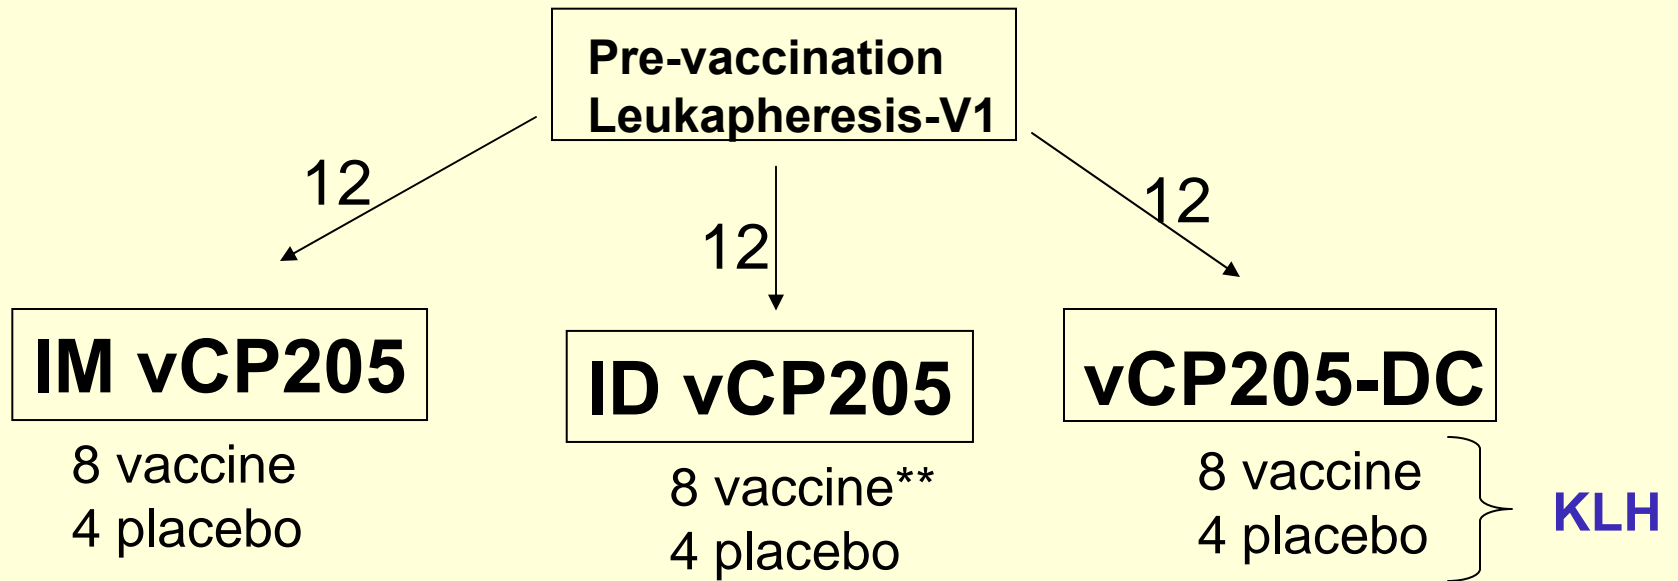 Pre-vaccination
Leukapheresis-V1
12
12
12
IM vCP205
8 vaccine
4 placebo
ID vCP205
8 vaccine**
4 placebo
vCP205-DC
8 vaccine
4 placebo
KLH